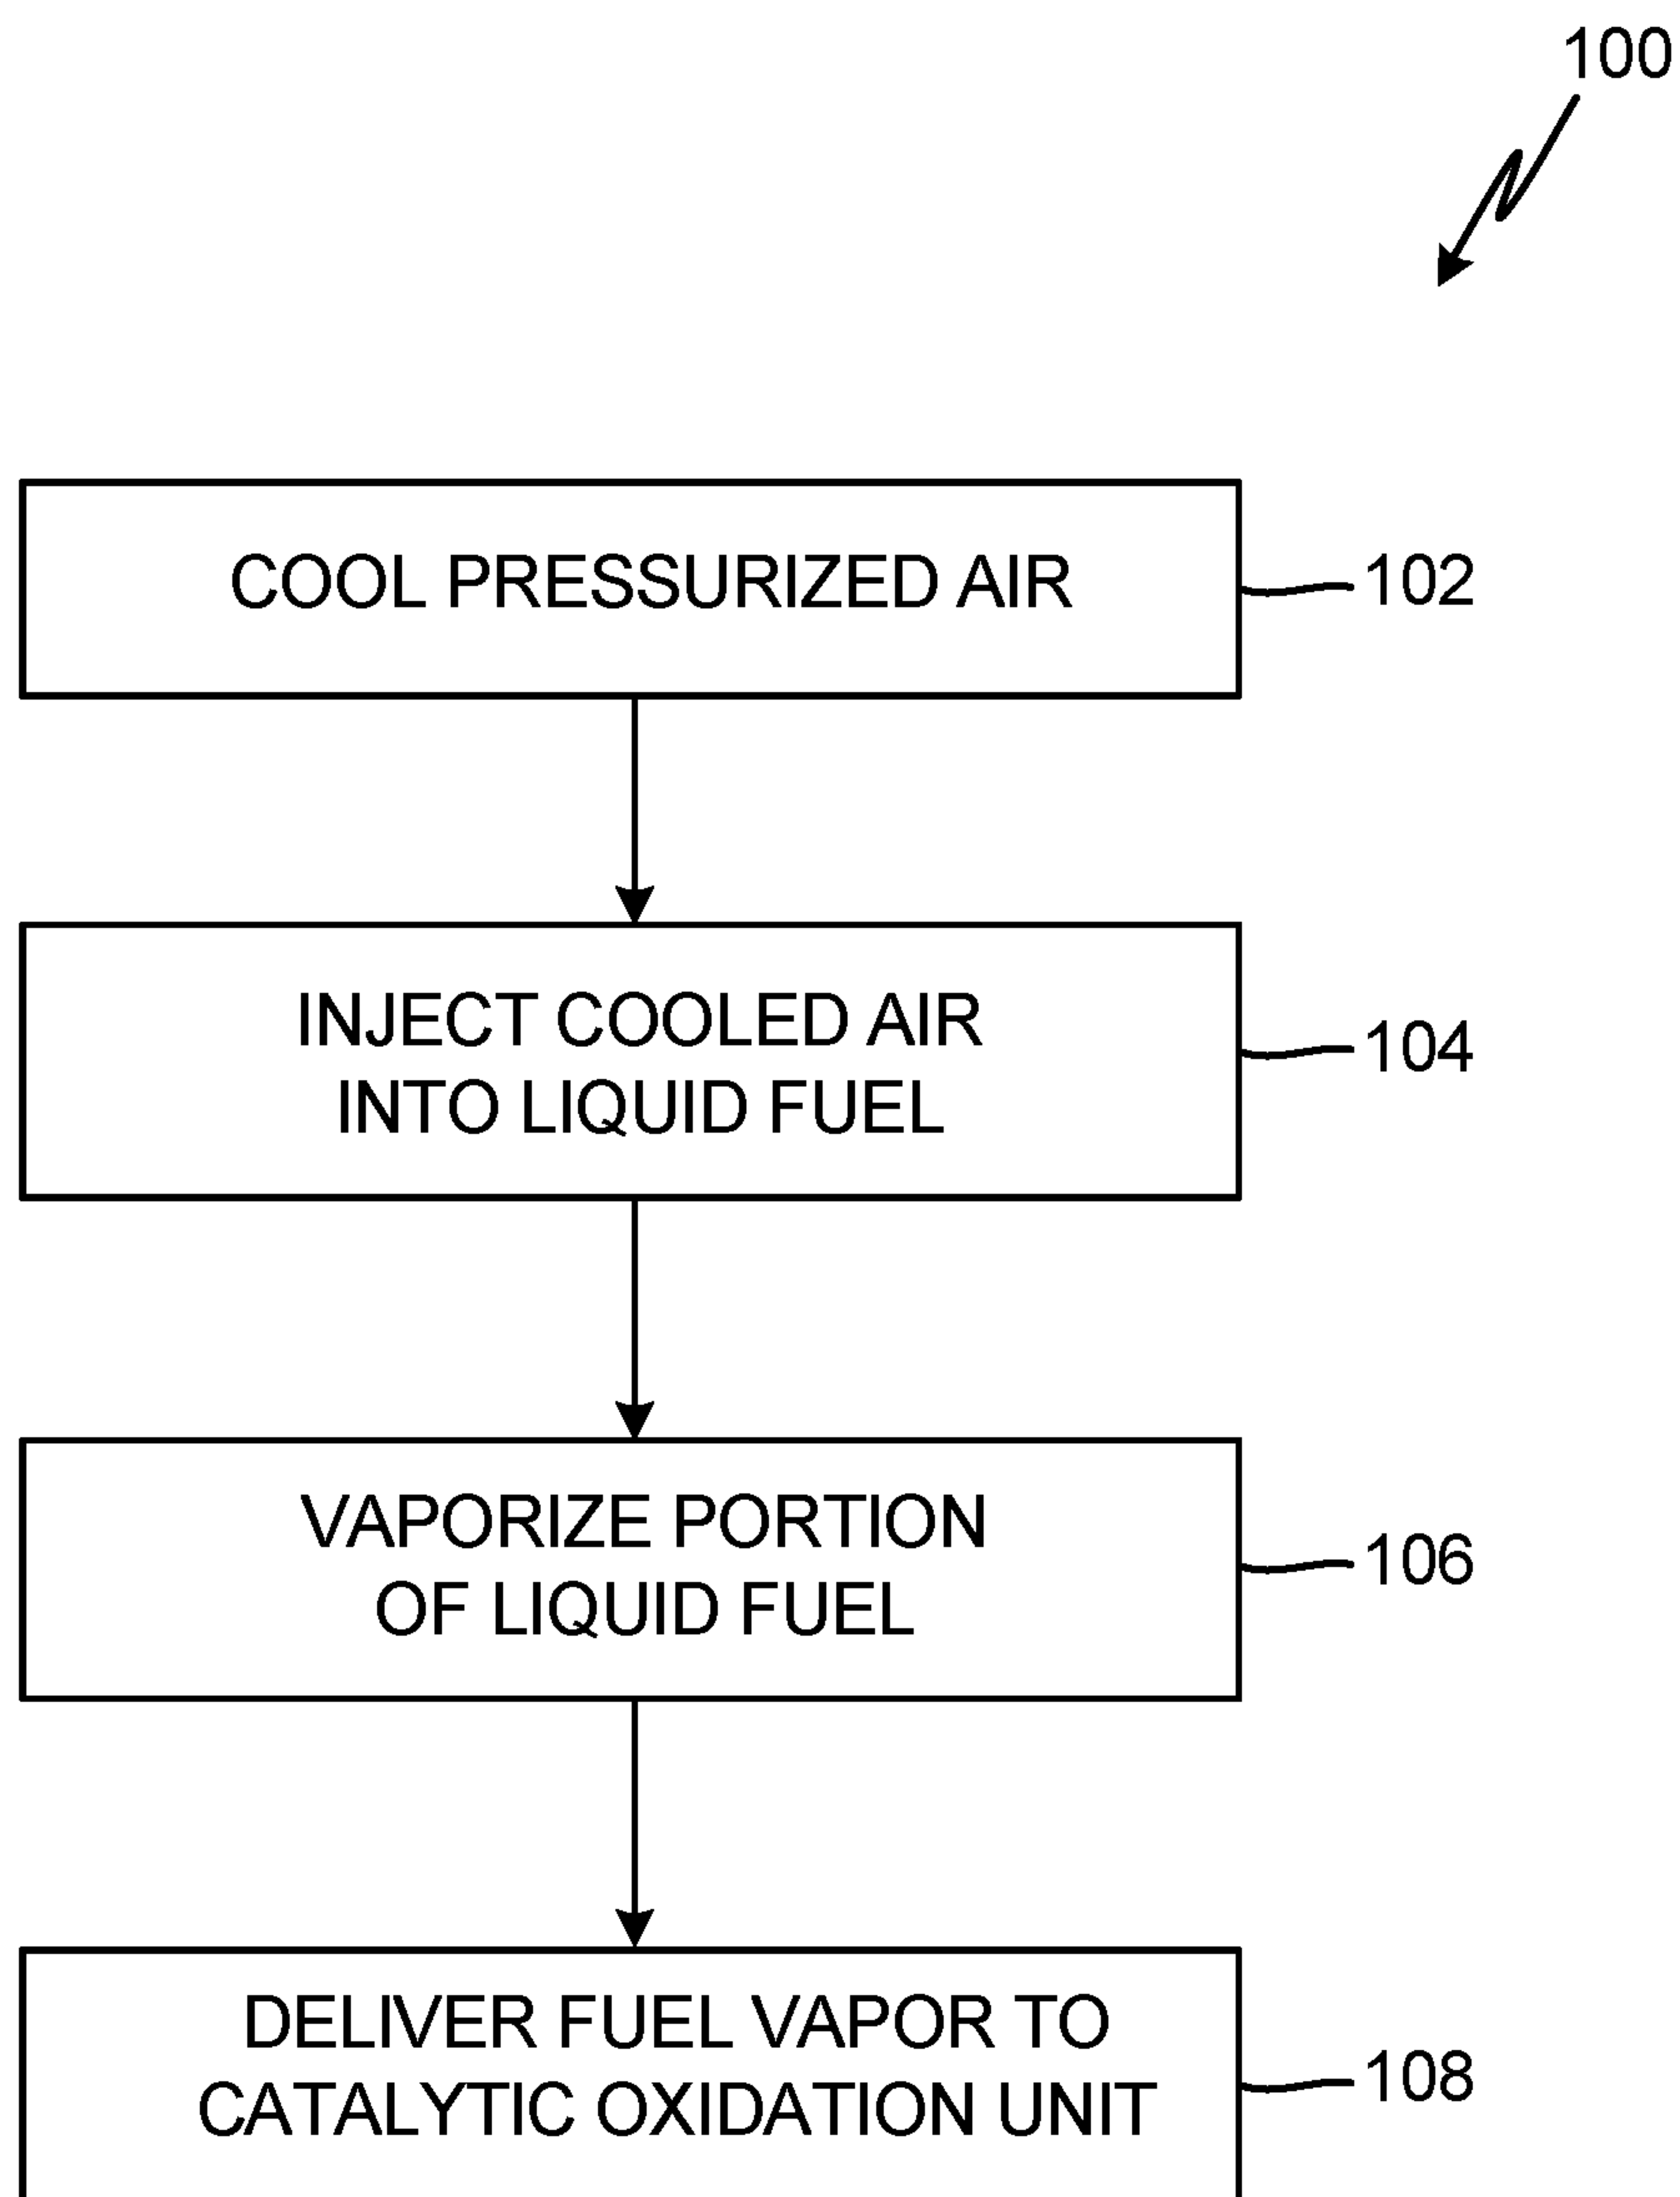 100
COOL PRESSURIZED AIR
102
INJECT COOLED AIR
INTO LIQUID FUEL
104
VAPORIZE PORTION
OF LIQUID FUEL
106
DELIVER FUEL VAPOR TO
CATALYTIC OXIDATION UNIT
108